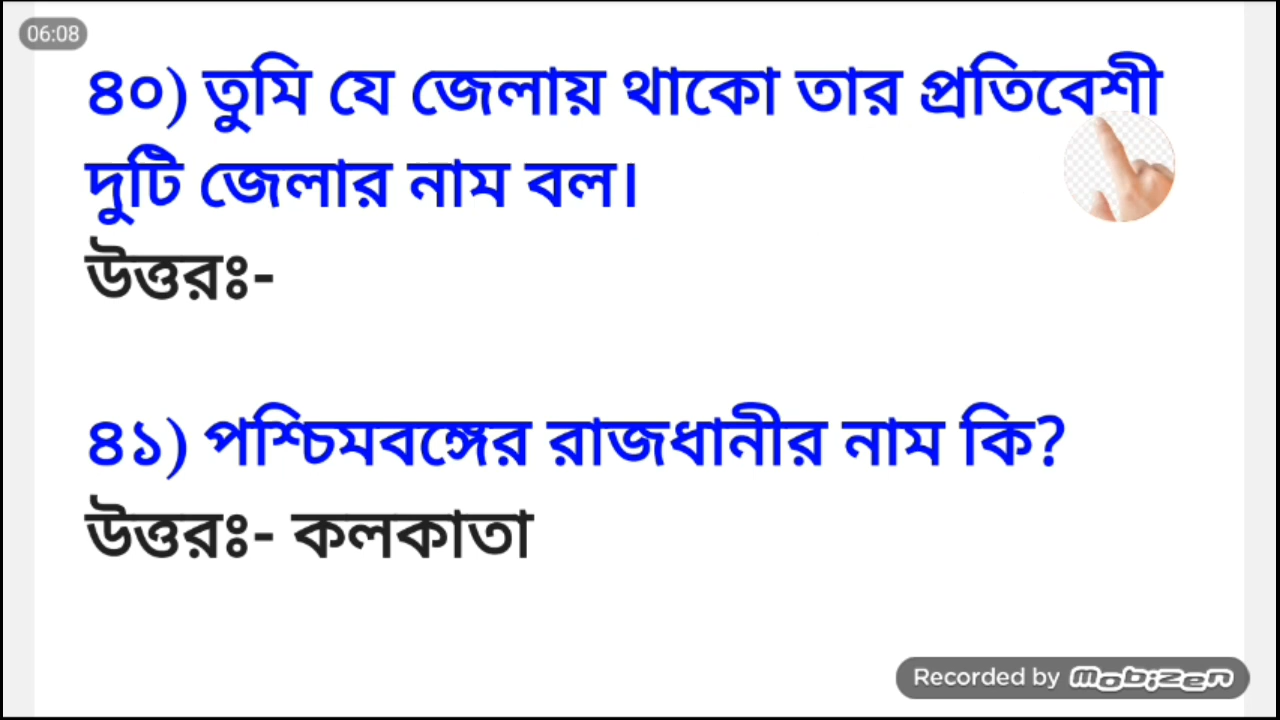 06:08
৪০) তুমি যে জেলায় থাকো তার প্রতিবেশী
দুটি জেলার নাম বল।
উত্তরঃ-
৪১) পশ্চিমবঙ্গের রাজধানীর নাম কি?
উত্তরঃ- কলকাতা
Recorded by Mobizen